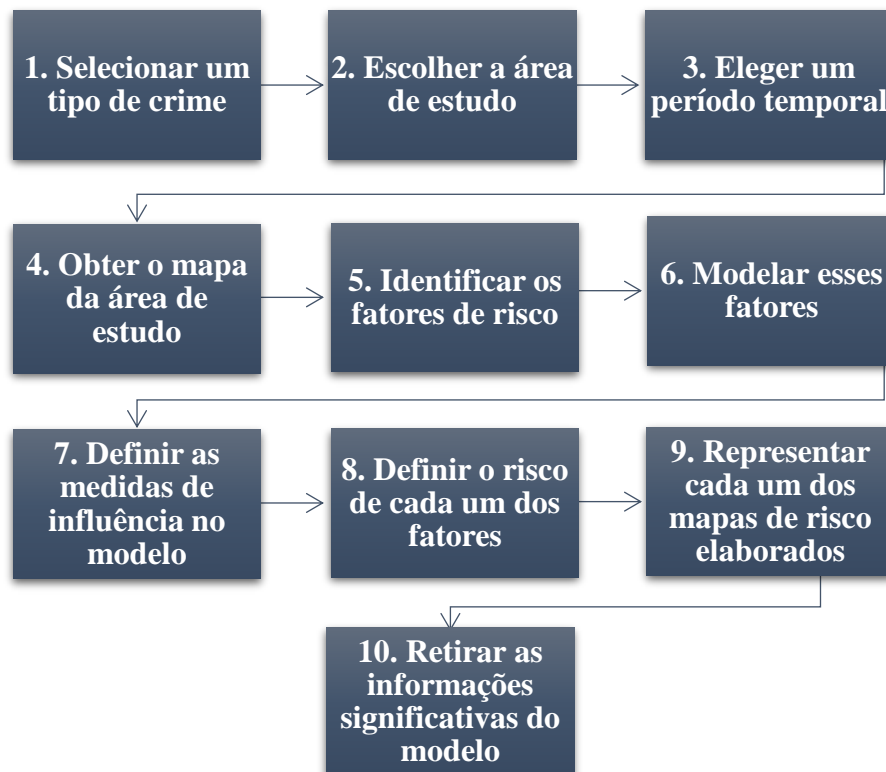 1. Selecionar um
tipo de crime
2. Escolher a área
de estudo
3. Eleger um
período temporal
4. Obter o mapa
da área de
estudo
5. Identificar os
fatores de risco
6. Modelar esses
fatores
7. Definir as
medidas de
influência no
modelo
8. Definir o risco
de cada um dos
fatores
9. Representar
cada um dos
mapas de risco
elaborados
10. Retirar as
informações
significativas do
modelo